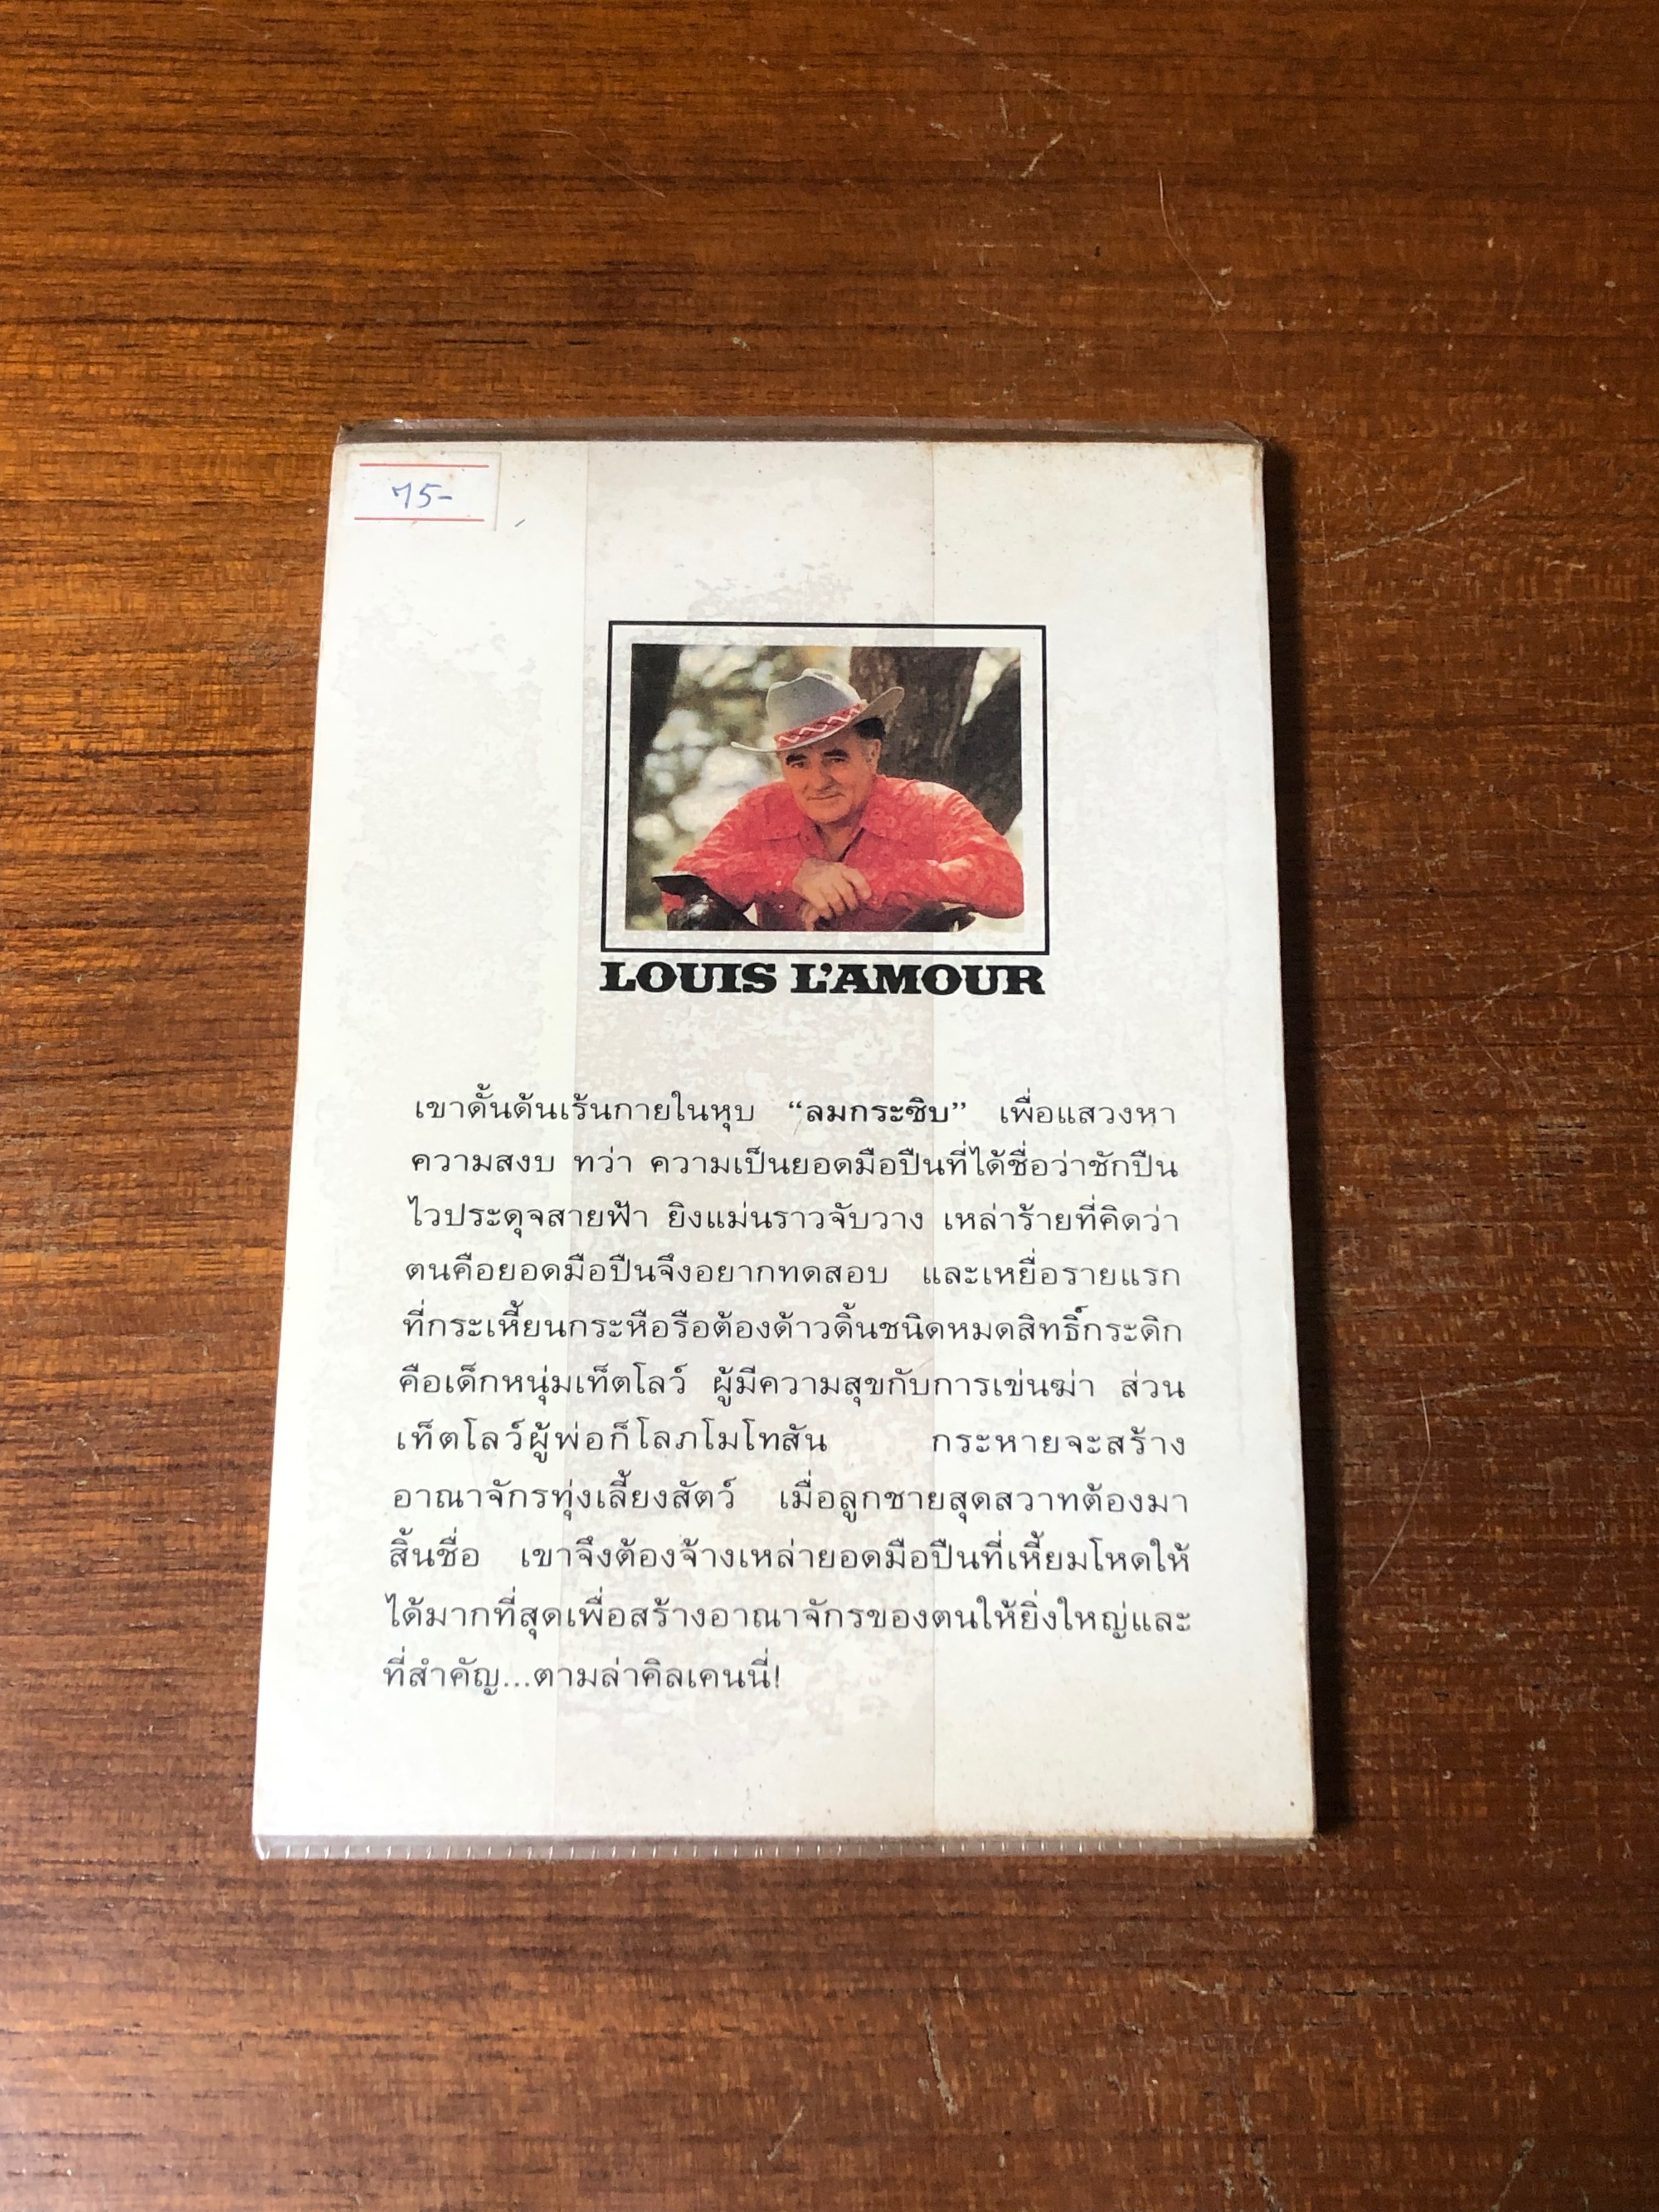 75-
LOUIS L'AMOUR
เขาดั้นด้นเร้นกายในหุบ “ลมกระซิบ” เพื่อแสวงหา
ความสงบ ทว่า ความเป็นยอดมือปืนที่ได้ชื่อว่าชักปืน
ไวประดุจสายฟ้า ยิงแม่นราวจับวาง เหล่าร้ายที่คิดว่า
ตนคือยอดมือปืนจึงอยากทดสอบ และเหยื่อรายแรก
ที่กระเหี้ยนกระหือรือต้องด้าวดิ้นชนิดหมดสิทธิ์กระดิก
คือเด็กหนุ่มเท็ตโลว์ ผู้มีความสุขกับการเข่นฆ่า ส่วน
เท็ตโลว์ผู้พ่อก็โลภโมโทสัน กระหายจะสร้าง
อาณาจักรทุ่งเลี้ยงสัตว์ เมื่อลูกชายสุดสวาทต้องมา
สิ้นชื่อ เขาจึงต้องจ้างเหล่ายอดมือปืนที่เหี้ยมโหดให้
ได้มากที่สุดเพื่อสร้างอาณาจักรของตนให้ยิ่งใหญ่และ
ที่สำคัญ...ตามล่าคิลเคนนี่!